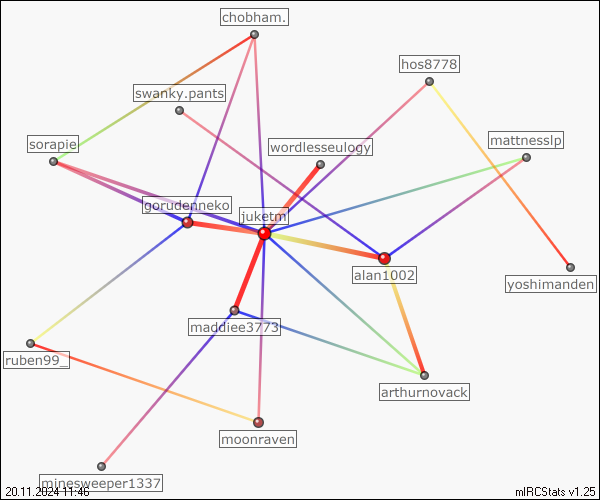 chobham.
hos8778
swanky.pants
mattnesslp
sorapie
wordlesseulogy
gorudenneko
juketm
alan1002
yoshimanden
maddiee3773
ruben99_
arthurnovack
moonraven
minesweeper1337
20.11.2024 11:46
mIRCStats v1.25